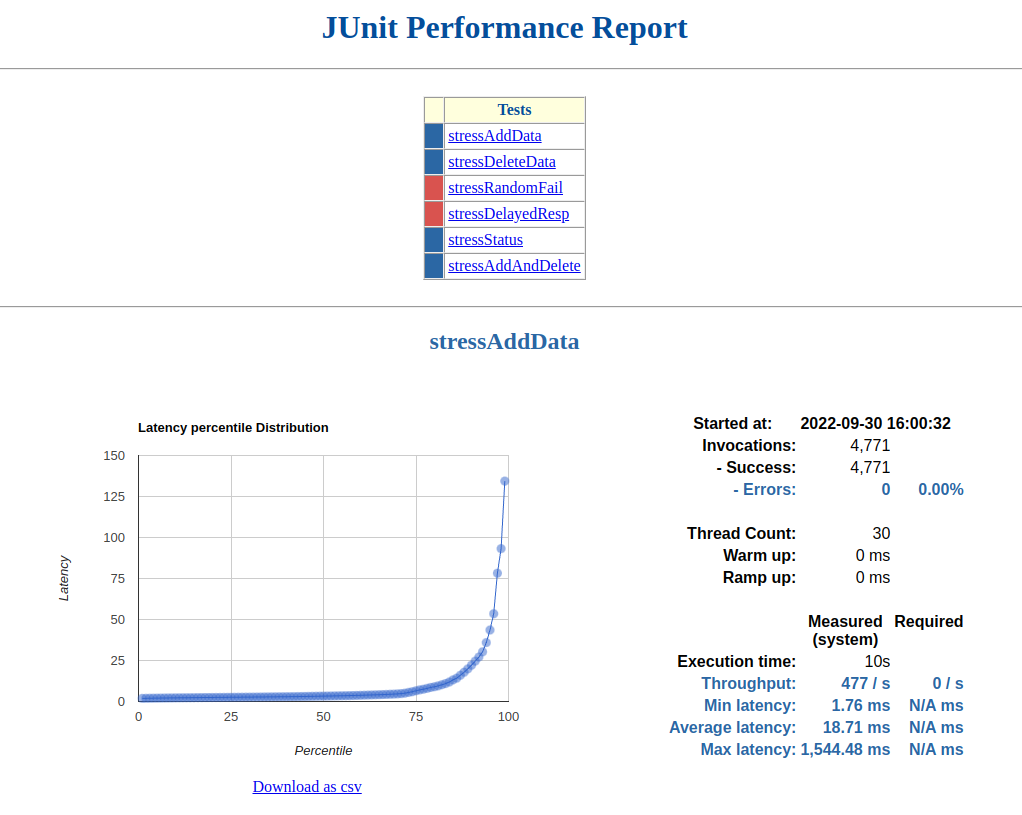 JUnit Performance Report
Tests
stressAddData
stressDeleteData
stressRandomFail
stressDelayedResp
stressStatus
stressAddAndDelete
stressAddData
Latency percentile Distribution
150
125
100
75
50
25
0
Latency
0 25 50 75 100
Percentile
Download as csv
Started at: 2022-09-30 16:00:32
Invocations: 4,771
- Success: 4,771
- Errors: 0 0.00%
Thread Count: 30
Warm up: 0 ms
Ramp up: 0 ms
Measured Required
(system)
Execution time: 10s
Throughput: 477 / s 0 / s
Min latency: 1.76 ms N/A ms
Average latency: 18.71 ms N/A ms
Max latency: 1,544.48 ms N/A ms